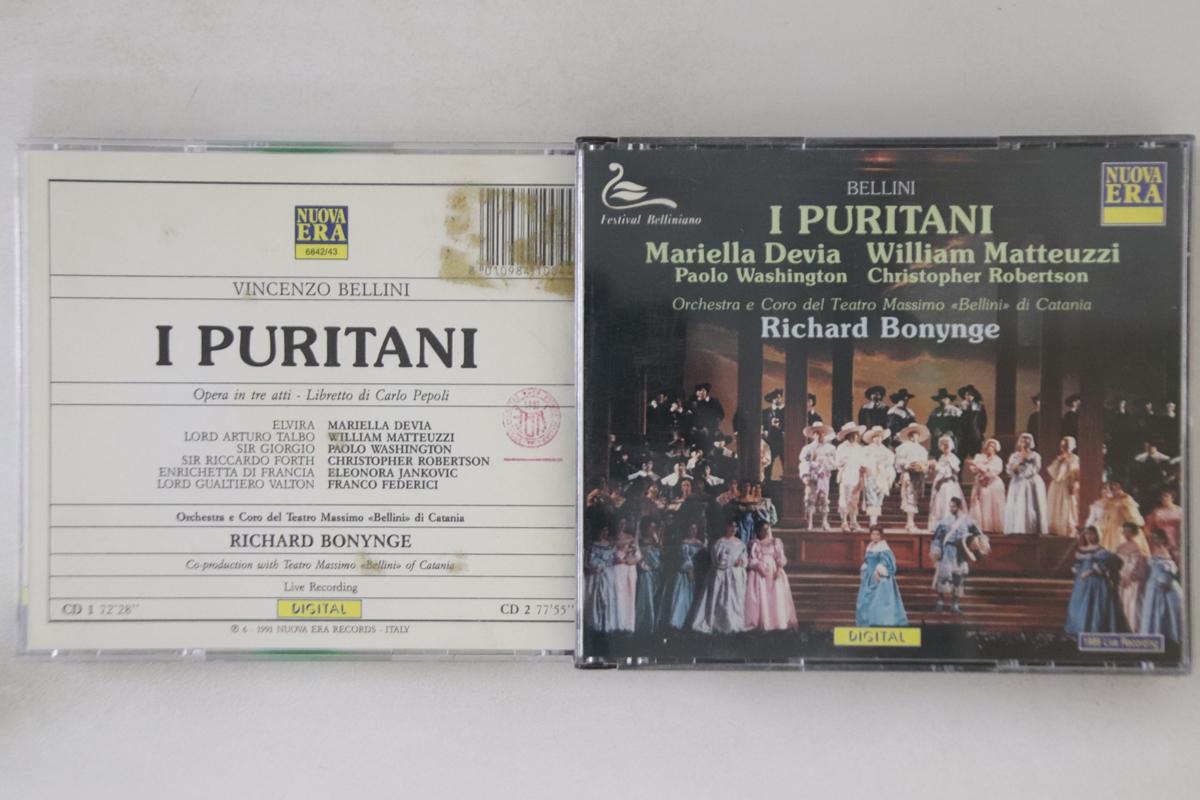 NUOVA
ERA
6842/43
VINCENZO BELLINI
I PURITANI
Opera in tre atti - Libretto di Carlo Pepoli
ELVIRA MARIELLA DEVIA
LORD ARTURO TALBO WILLIAM MATTEUZZI
SIR GIORGIO PAOLO WASHINGTON
SIR RICCARDO FORTH CHRISTOPHER ROBERTSON
ENRICHETTA DI FRANCIA ELEONORA JANKOVIC
LORD GUALTIERO VALTON FRANCO FEDERICI
Orchestra e Coro del Teatro Massimo «Bellini» di Catania
RICHARD BONYNGE
Co-production with Teatro Massimo «Bellini» of Catania
Live Recording
CD 1 72'28'' DIGITAL CD 2 77'55''
℗ 6 - 1991 NUOVA ERA RECORDS - ITALY
Festival Belliniano
BELLINI
NUOVA
ERA
I PURITANI
Mariella Devia William Matteuzzi
Paolo Washington Christopher Robertson
Orchestra e Coro del Teatro Massimo «Bellini» di Catania
Richard Bonynge
DIGITAL
1989 Live Recording